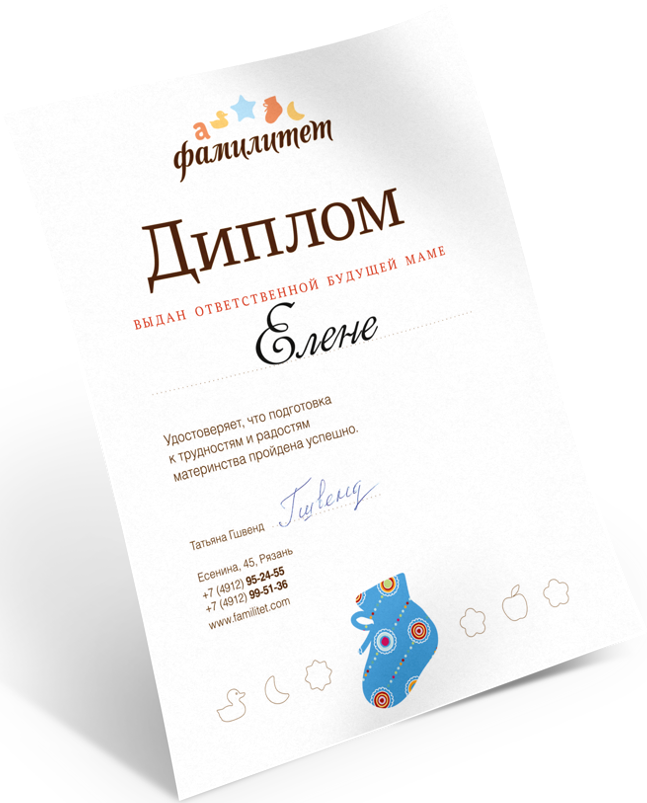 фамилитет
Диплом
ВЫДАН ОТВЕТСТВЕННОЙ БУДУЩЕЙ МАМЕ
Елене
Удостоверяет, что подготовка
к трудностям и радостям
материнства пройдена успешно.
Татьяна Гшвенд Гшвенд
Есенина, 45, Рязань
+7 (4912) 95-24-55
+7 (4912) 99-51-36
www.familitet.com